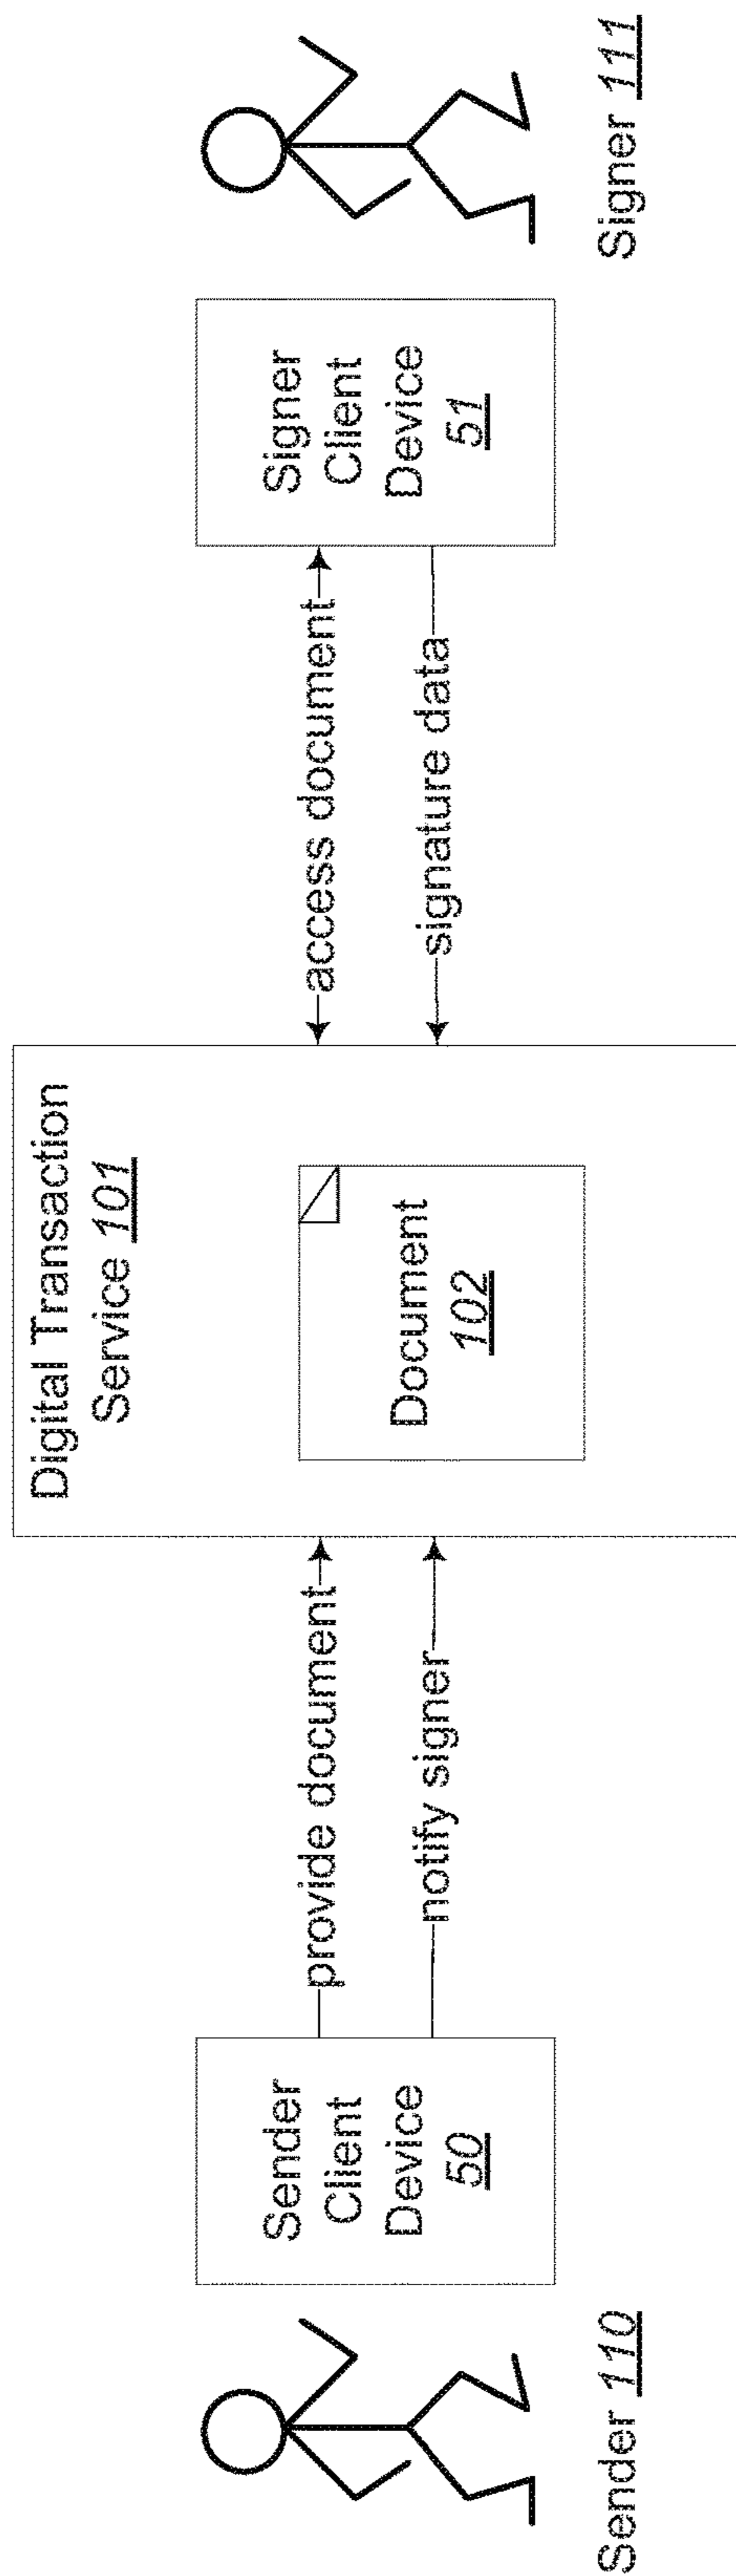 Digital Transaction
Service 101
Sender
Client
Device
50
provide document
notify signer
Document
102
access document
signature data
Signer
Client
Device
51
Sender 110
Signer 111